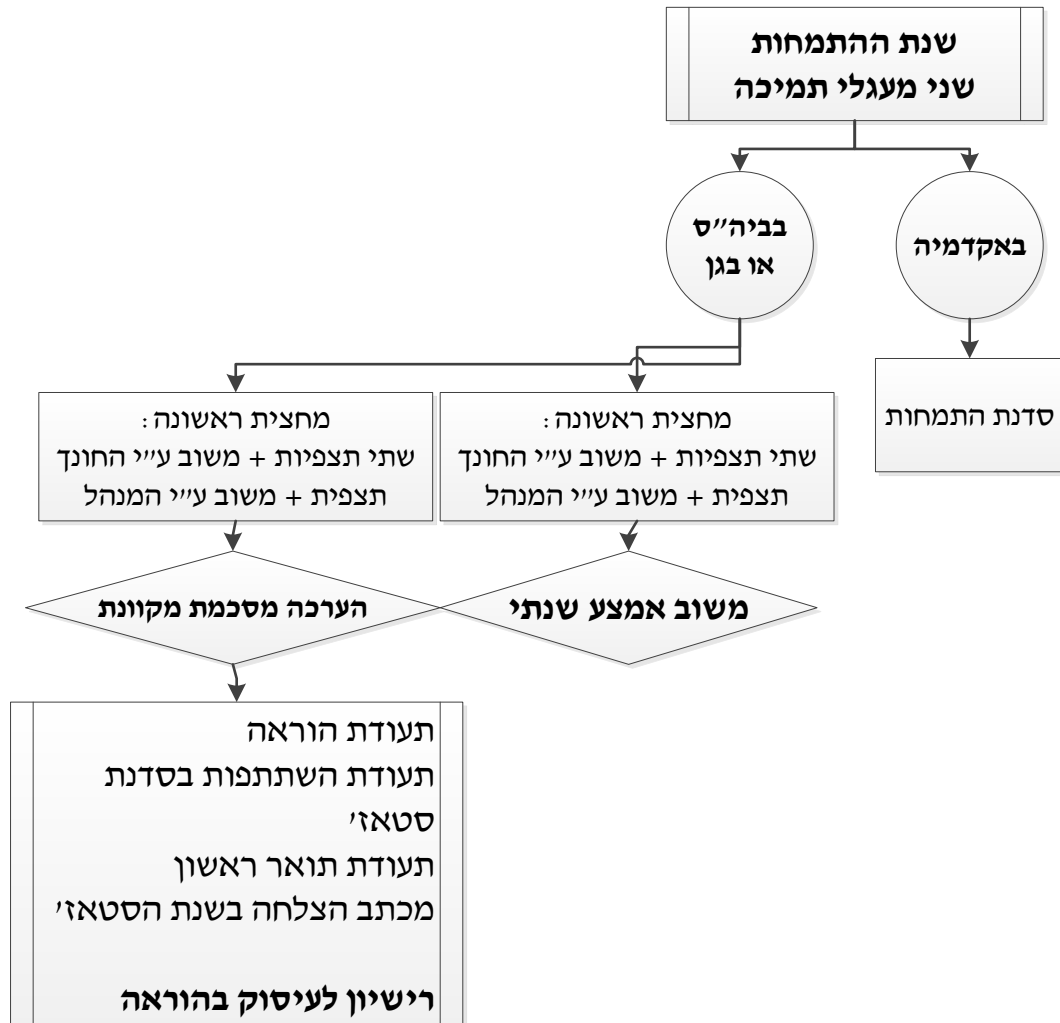 שנת ההתמחות
שני מעגלי תמיכה
באקדמיה
בביה״ס
או בגן
סדנת התמחות
מחצית ראשונה:
שתי תצפיות + משוב ע״י החונך
תצפית + משוב ע״י המנהל
מחצית ראשונה:
שתי תצפיות + משוב ע״י החונך
תצפית + משוב ע״י המנהל
משוב אמצע שנתי
הערכה מסכמת מקוונת
תעודת הוראה
תעודת השתתפות בסדנת
סטאז׳
תעודת תואר ראשון
מכתב הצלחה בשנת הסטאז׳
רישיון לעיסוק בהוראה